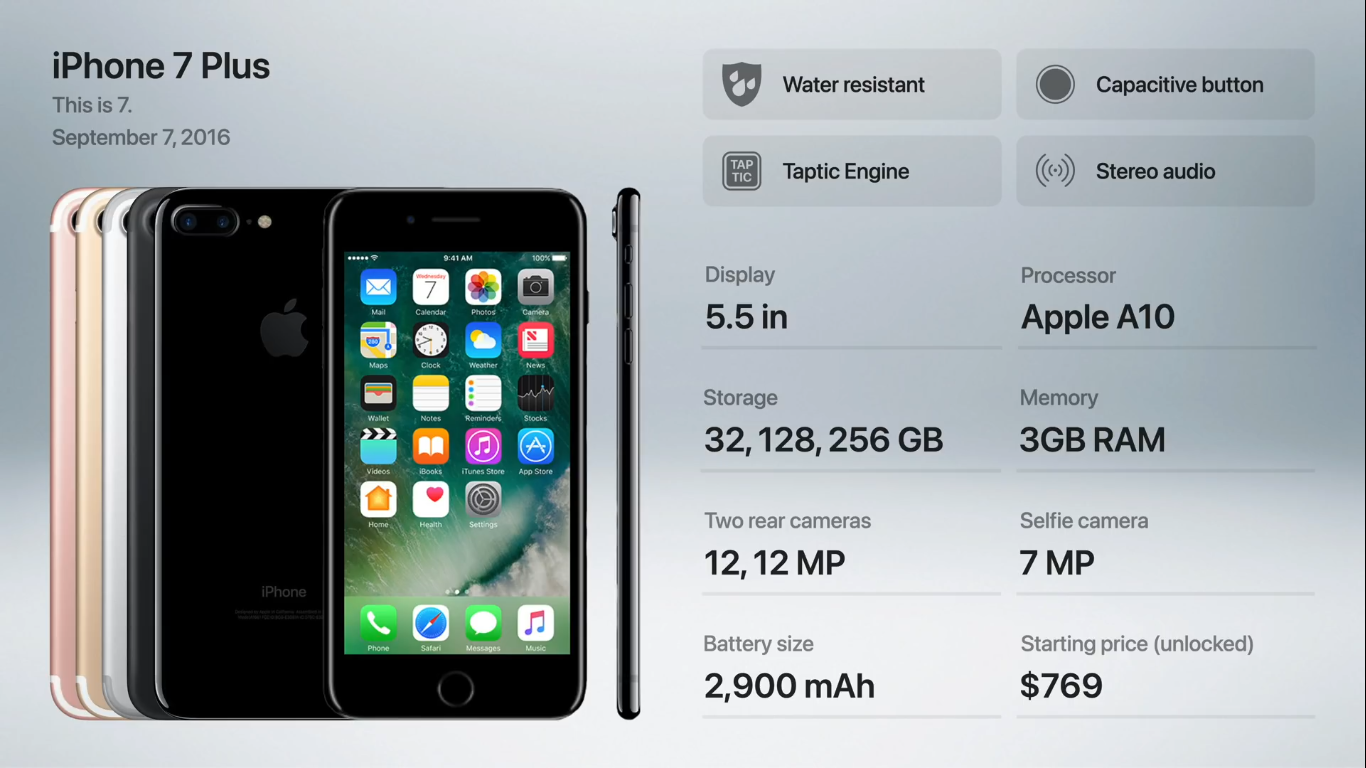 iPhone 7 Plus
This is 7.
September 7, 2016
Water resistant
Capacitive button
TAP
TIC
Taptic Engine
Stereo audio
9:41 AM
100%
Mail
Wednesday
7
Calendar
Photos
Camera
280
Maps
Clock
Weather
News
Wallet
Notes
Reminders
Stocks
Videos
iBooks
iTunes Store
App Store
Home
Health
Settings
iPhone
Phone
Safari
Messages
Music
Display
5.5 in
Processor
Apple A10
Storage
32, 128, 256 GB
Memory
3GB RAM
Two rear cameras
12, 12 MP
Selfie camera
7 MP
Battery size
2,900 mAh
Starting price (unlocked)
$769